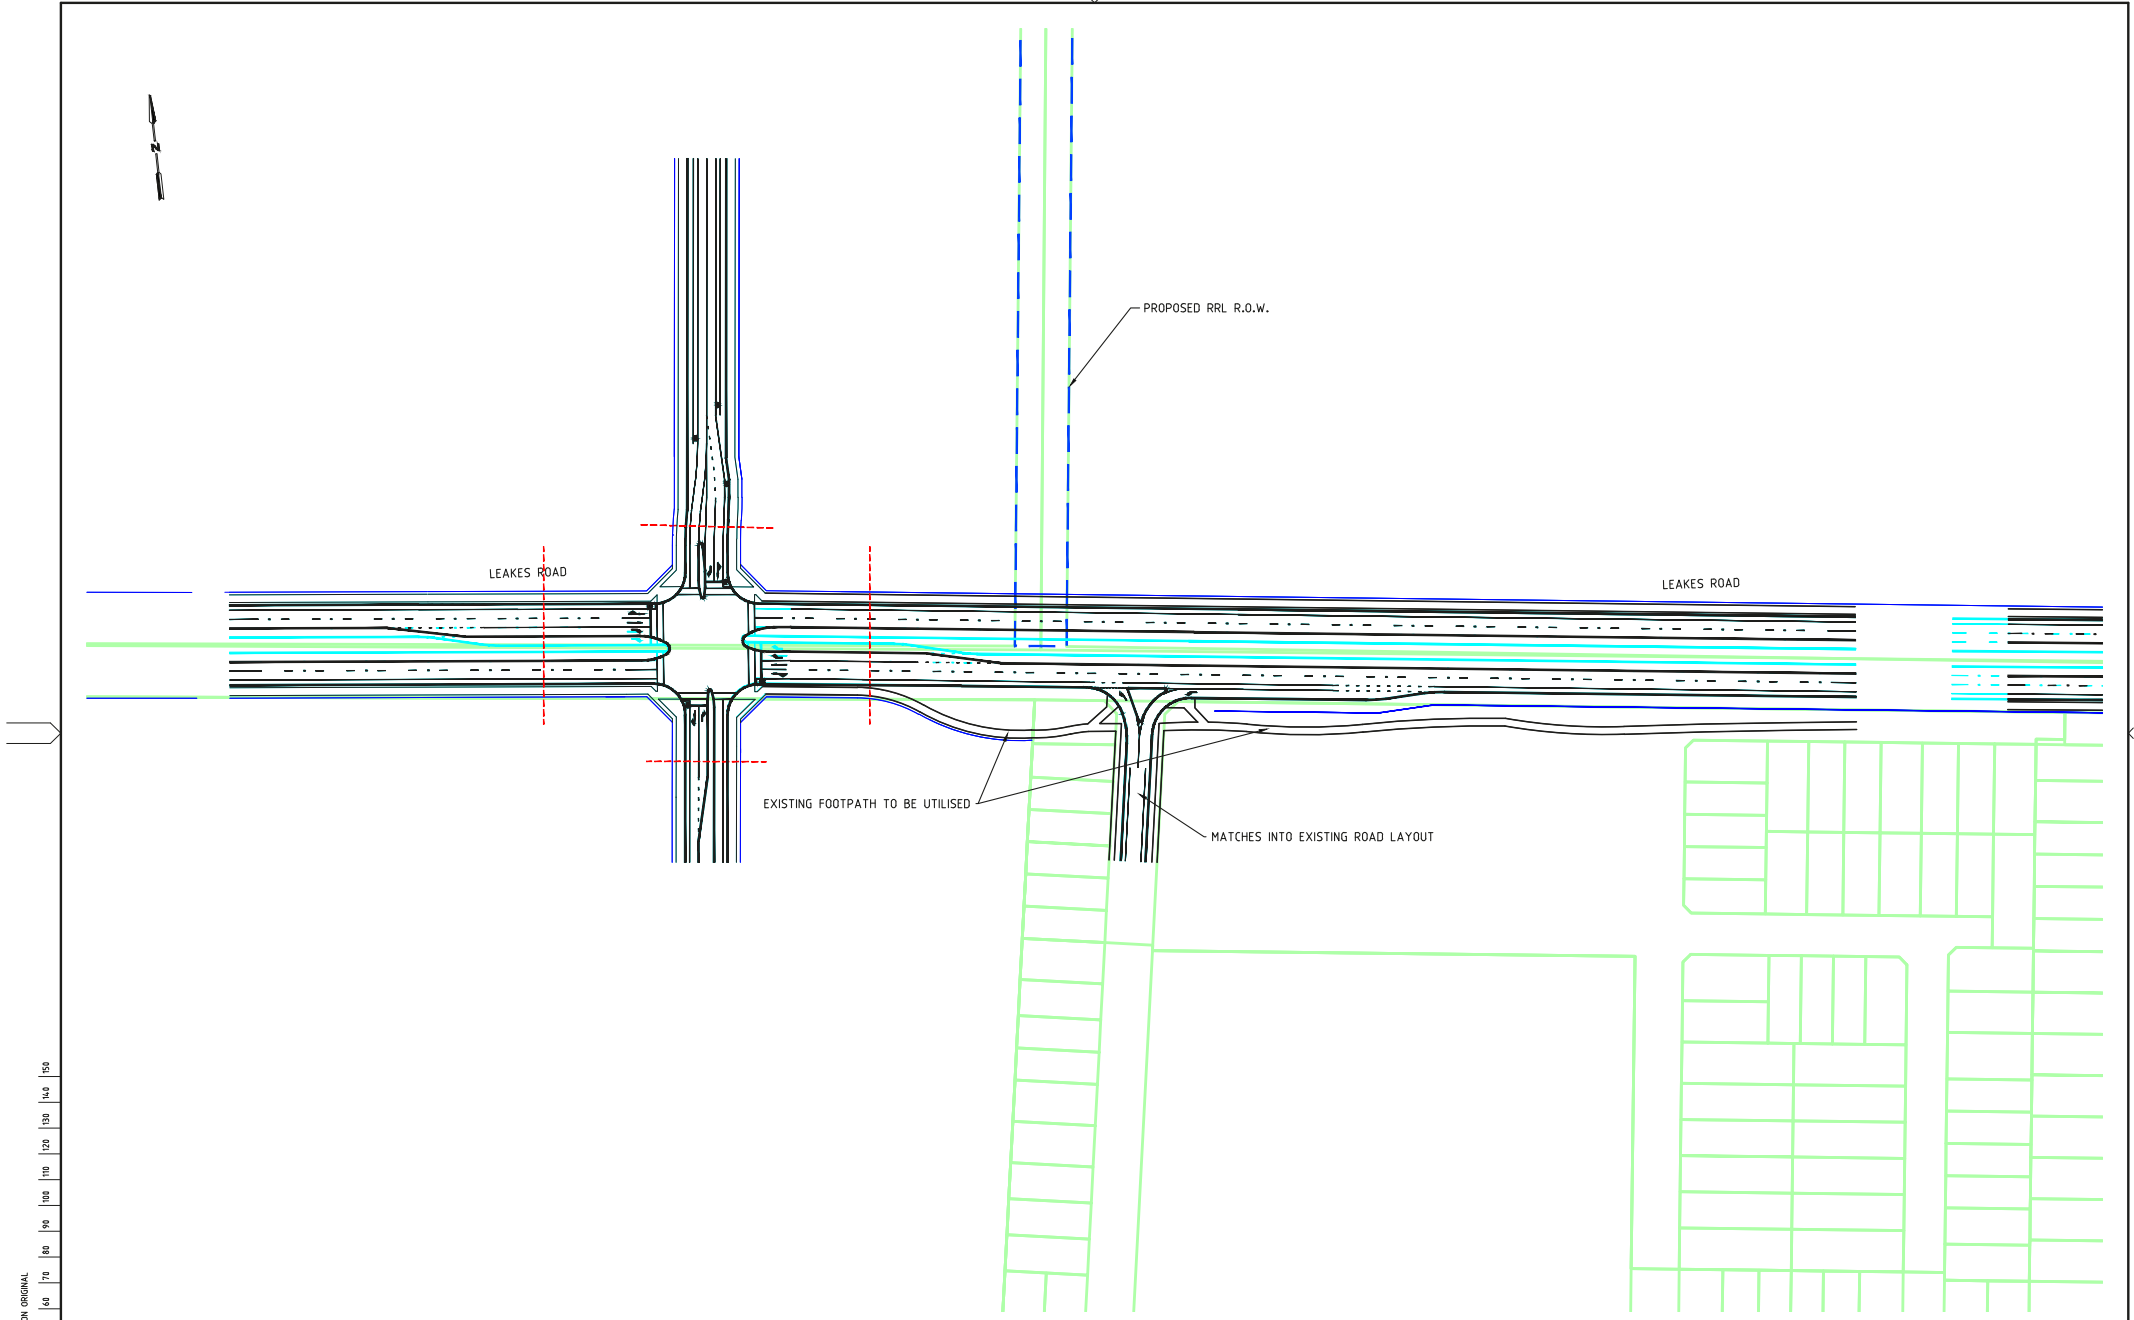 N
PROPOSED RRL R.O.W.
LEAKES ROAD
LEAKES ROAD
EXISTING FOOTPATH TO BE UTILISED
MATCHES INTO EXISTING ROAD LAYOUT
150
140
130
120
110
100
90
80
70
60
ON ORIGINAL